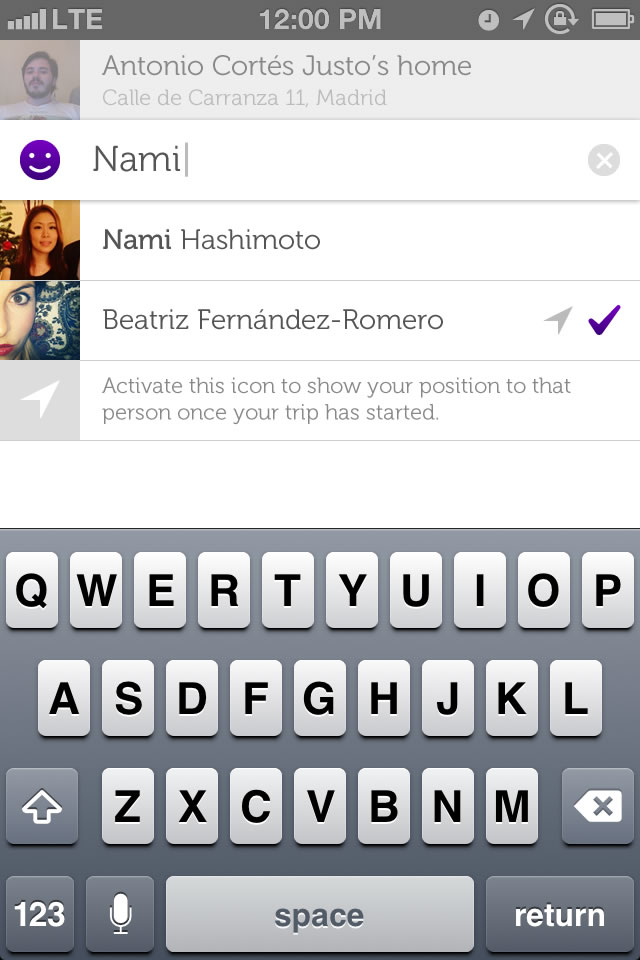 LTE 12:00 PM
Antonio Cortés Justo’s home
Calle de Carranza 11, Madrid
Nami
Nami Hashimoto
Beatriz Fernández-Romero
Activate this icon to show your position to that
person once your trip has started.
Q W E R T Y U I O P
A S D F G H J K L
Z X C V B N M
123 space return